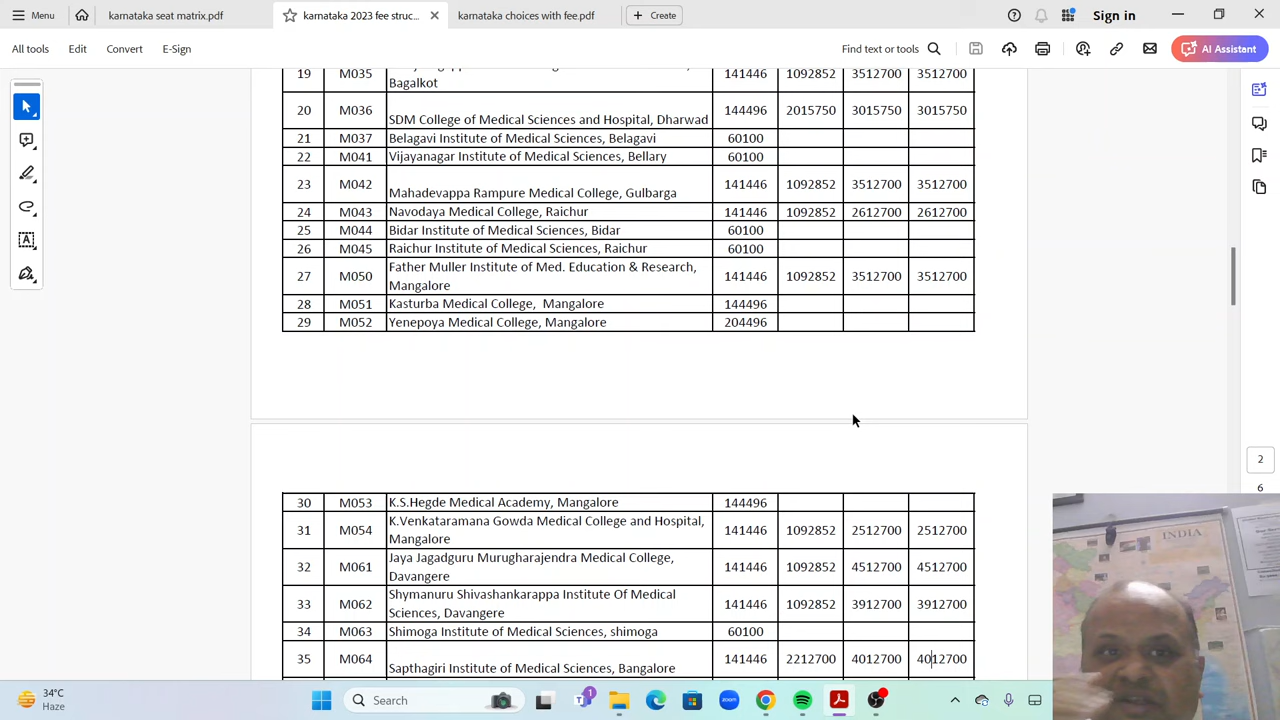 Menu karnataka seat matrix.pdf karnataka 2023 fee struc... karnataka choices with fee.pdf Create Sign in
All tools Edit Convert E-Sign Find text or tools AI Assistant
19 M035 141446 1092852 3512700 3512700
Bagalkot
20 M036 SDM College of Medical Sciences and Hospital, Dharwad 144496 2015750 3015750 3015750
21 M037 Belagavi Institute of Medical Sciences, Belagavi 60100
22 M041 Vijayanagar Institute of Medical Sciences, Bellary 60100
23 M042 Mahadevappa Rampure Medical College, Gulbarga 141446 1092852 3512700 3512700
24 M043 Navodaya Medical College, Raichur 141446 1092852 2612700 2612700
25 M044 Bidar Institute of Medical Sciences, Bidar 60100
26 M045 Raichur Institute of Medical Sciences, Raichur 60100
27 M050 Father Muller Institute of Med. Education & Research, 141446 1092852 3512700 3512700
Mangalore
28 M051 Kasturba Medical College, Mangalore 144496
29 M052 Yenepoya Medical College, Mangalore 204496
30 M053 K.S.Hegde Medical Academy, Mangalore 144496
31 M054 K.Venkataramana Gowda Medical College and Hospital, 141446 1092852 2512700 2512700
Mangalore
32 M061 Jaya Jagadguru Murugharajendra Medical College, 141446 1092852 4512700 4512700
Davangere
33 M062 Shymanuru Shivashankarappa Institute Of Medical 141446 1092852 3912700 3912700
Sciences, Davangere
34 M063 Shimoga Institute of Medical Sciences, shimoga 60100
35 M064 Sapthagiri Institute of Medical Sciences, Bangalore 141446 2212700 4012700 4012700
2
6
INDIA
34°C
Haze
Search
1